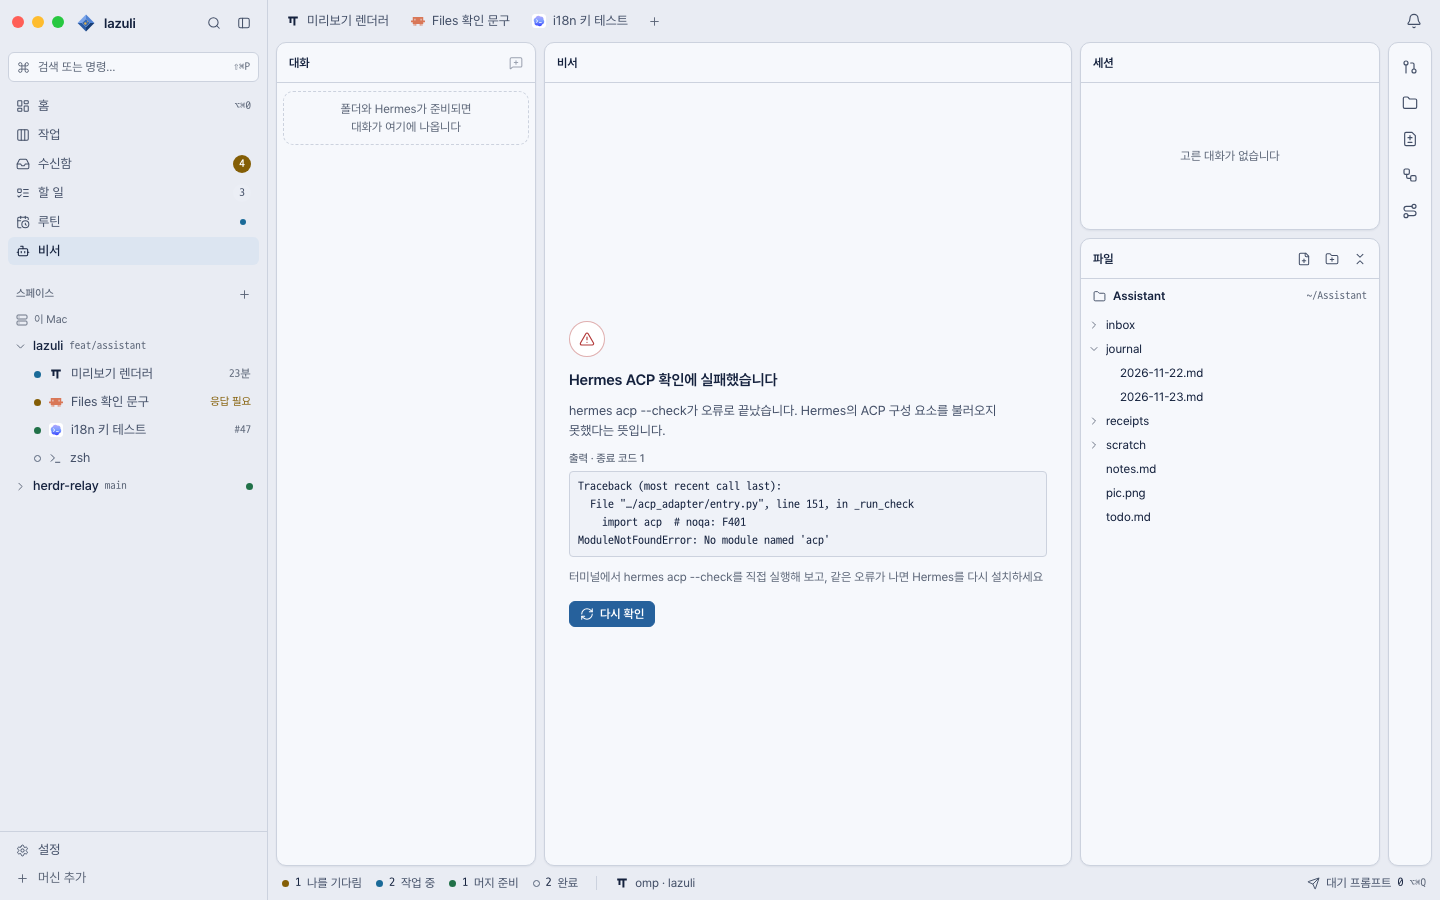 lazuli
검색 또는 명령…
⇧⌘P
홈
⌥⌘0
작업
수신함
4
할 일
3
루틴
비서
스페이스
이 Mac
lazuli feat/assistant
미리보기 렌더러
23분
Files 확인 문구
응답 필요
i18n 키 테스트
#47
zsh
herdr-relay main
설정
머신 추가
미리보기 렌더러
Files 확인 문구
i18n 키 테스트
대화
폴더와 Hermes가 준비되면
대화가 여기에 나옵니다
비서
Hermes ACP 확인에 실패했습니다
hermes acp --check가 오류로 끝났습니다. Hermes의 ACP 구성 요소를 불러오지
못했다는 뜻입니다.
출력 · 종료 코드 1
Traceback (most recent call last):
File "…/acp_adapter/entry.py", line 151, in _run_check
import acp  # noqa: F401
ModuleNotFoundError: No module named 'acp'
터미널에서 hermes acp --check를 직접 실행해 보고, 같은 오류가 나면 Hermes를 다시 설치하세요
다시 확인
세션
고른 대화가 없습니다
파일
Assistant
~/Assistant
inbox
journal
2026-11-22.md
2026-11-23.md
receipts
scratch
notes.md
pic.png
todo.md
1 나를 기다림
2 작업 중
1 머지 준비
2 완료
omp · lazuli
대기 프롬프트 0 ⌥⌘Q